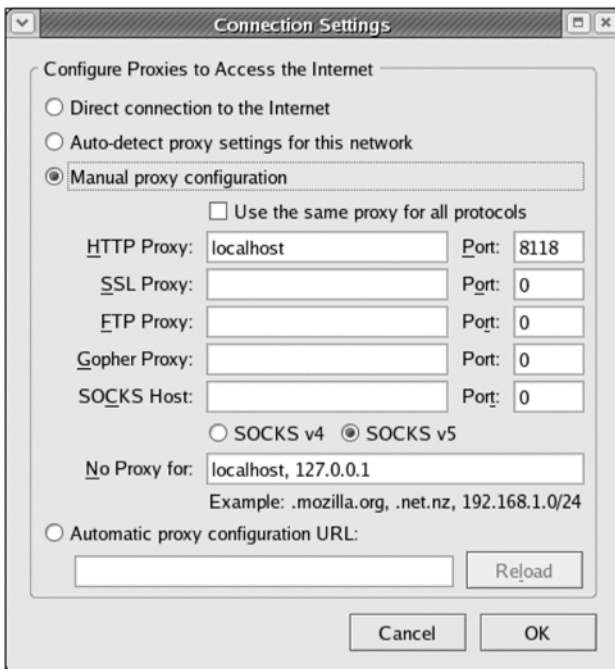 Connection Settings
Configure Proxies to Access the Internet
Direct connection to the Internet
Auto-detect proxy settings for this network
Manual proxy configuration
Use the same proxy for all protocols
HTTP Proxy: localhost Port: 8118
SSL Proxy: Port: 0
FTP Proxy: Port: 0
Gopher Proxy: Port: 0
SOCKS Host: Port: 0
SOCKS v4 SOCKS v5
No Proxy for: localhost, 127.0.0.1
Example: .mozilla.org, .net.nz, 192.168.1.0/24
Automatic proxy configuration URL:
Reload
Cancel OK